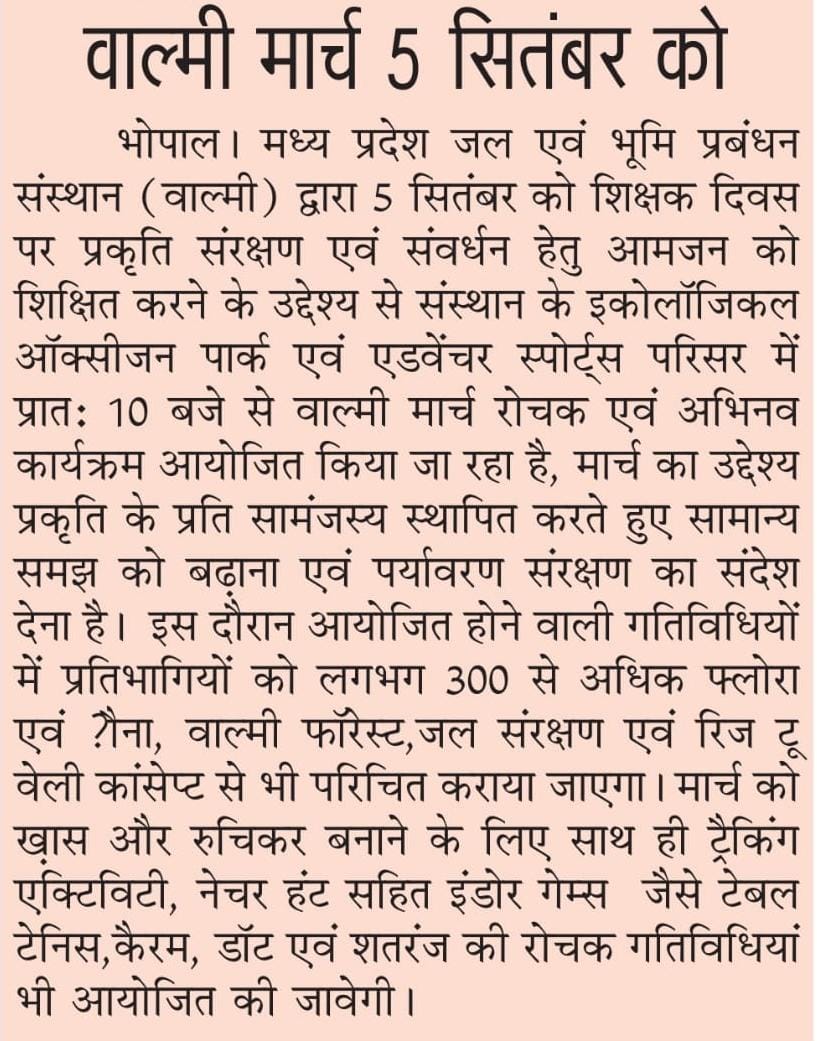 वाल्मी मार्च 5 सितंबर को
भोपाल। मध्य प्रदेश जल एवं भूमि प्रबंधन
संस्थान (वाल्मी) द्वारा 5 सितंबर को शिक्षक दिवस
पर प्रकृति संरक्षण एवं संवर्धन हेतु आमजन को
शिक्षित करने के उद्देश्य से संस्थान के इकोलॉजिकल
ऑक्सीजन पार्क एवं एडवेंचर स्पोर्ट्स परिसर में
प्रात: 10 बजे से वाल्मी मार्च रोचक एवं अभिनव
कार्यक्रम आयोजित किया जा रहा है, मार्च का उद्देश्य
प्रकृति के प्रति सामंजस्य स्थापित करते हुए सामान्य
समझ को बढ़ाना एवं पर्यावरण संरक्षण का संदेश
देना है। इस दौरान आयोजित होने वाली गतिविधियों
में प्रतिभागियों को लगभग 300 से अधिक फ्लोरा
एवं वाल्मी फॉरेस्ट,जल संरक्षण एवं रिज टू
वेली कांसेप्ट से भी परिचित कराया जाएगा। मार्च को
ख़ास और रुचिकर बनाने के लिए साथ ही ट्रैकिंग
एक्टिविटी, नेचर हंट सहित इंडोर गेम्स जैसे टेबल
टेनिस,कैरम, डॉट एवं शतरंज की रोचक गतिविधियां
भी आयोजित की जावेगी।